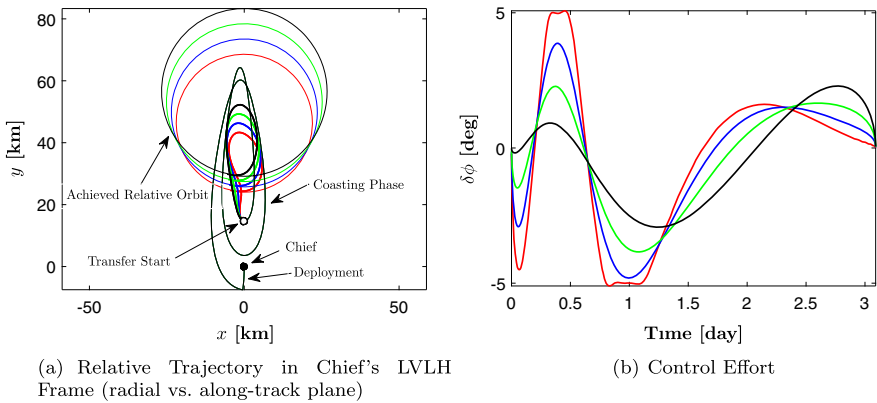 80
60
40
20
0
y [km]
-50
0
50
x [km]
Achieved Relative Orbit
Coasting Phase
Transfer Start
Chief
Deployment
(a) Relative Trajectory in Chief's LVLH
Frame (radial vs. along-track plane)
5
0
-5
δϕ [deg]
0
0.5
1
1.5
2
2.5
3
Time [day]
(b) Control Effort